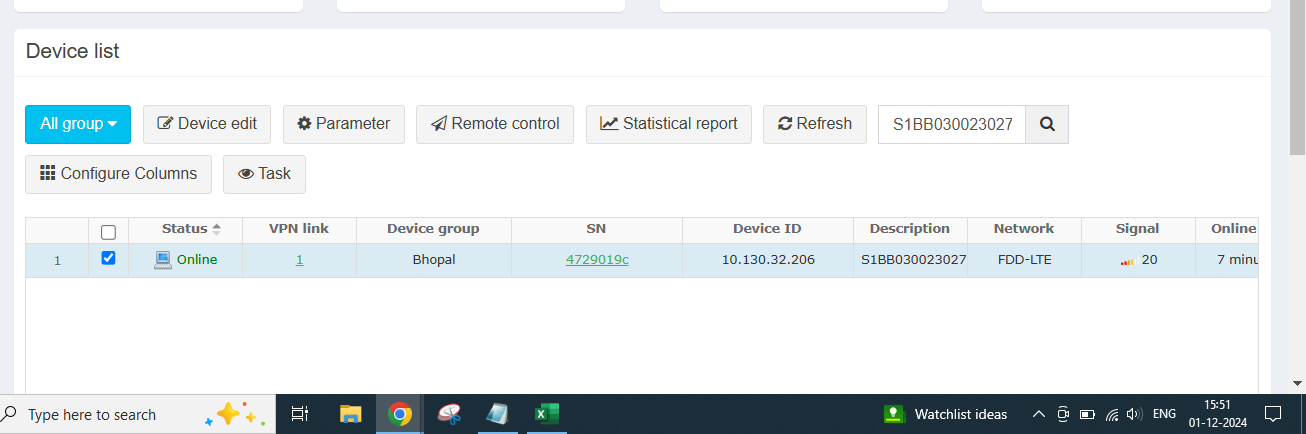 Device list
All group
Device edit
Parameter
Remote control
Statistical report
Refresh
S1BB030023027
Configure Columns
Task
Status VPN link Device group SN Device ID Description Network Signal Online
1 Online 1 Bhopal 4729019c 10.130.32.206 S1BB030023027 FDD-LTE 20 7 minu
Type here to search
Watchlist ideas
ENG
15:51
01-12-2024